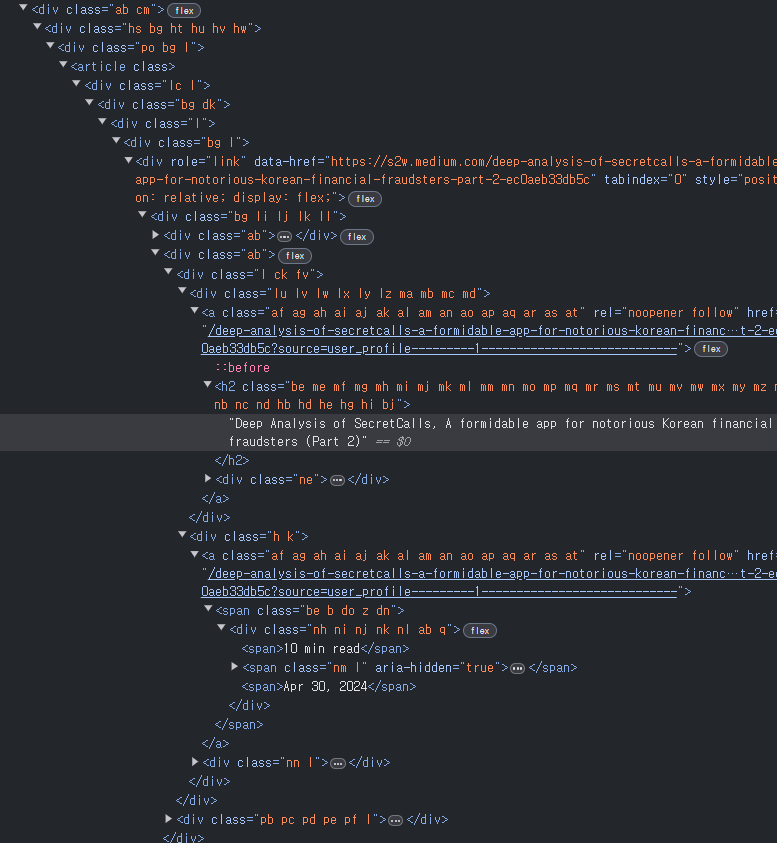 <div class="ab cm"> flex
<div class="hs bg ht hu hv hw">
<div class="po bg l">
<article class>
<div class="lc l">
<div class="bg dk">
<div class="l">
<div class="bg l">
<div role="link" data-href="https://s2w.medium.com/deep-analysis-of-secretcalls-a-formidable
app-for-notorious-korean-financial-fraudsters-part-2-ec0aeb33db5c" tabindex="0" style="posit
on: relative; display: flex;"> flex
<div class="bg li lj lk ll">
<div class="ab"> … </div> flex
<div class="ab"> flex
<div class="l ck fv">
<div class="lu lv lw lx ly lz ma mb mc md">
<a class="af ag ah ai aj ak al am an ao ap aq ar as at" rel="noopener follow" href
"/deep-analysis-of-secretcalls-a-formidable-app-for-notorious-korean-financ…t-2-e
0aeb33db5c?source=user_profile---------1----------------------------"> flex
::before
<h2 class="be me mf mg mh mi mj mk ml mm mn mo mp mq mr ms mt mu mv mw mx my mz n
nb nc nd hb hd he hg hi bj">
"Deep Analysis of SecretCalls, A formidable app for notorious Korean financial
fraudsters (Part 2)" == $0
</h2>
<div class="ne"> … </div>
</a>
</div>
<div class="h k">
<a class="af ag ah ai aj ak al am an ao ap aq ar as at" rel="noopener follow" href
"/deep-analysis-of-secretcalls-a-formidable-app-for-notorious-korean-financ…t-2-e
0aeb33db5c?source=user_profile---------1----------------------------">
<span class="be b do z dn">
<div class="nh ni nj nk nl ab q"> flex
<span>10 min read</span>
<span class="nm l" aria-hidden="true"> … </span>
<span>Apr 30, 2024</span>
</div>
</span>
</a>
<div class="nn l"> … </div>
</div>
</div>
<div class="pb pc pd pe pf l"> … </div>
</div>